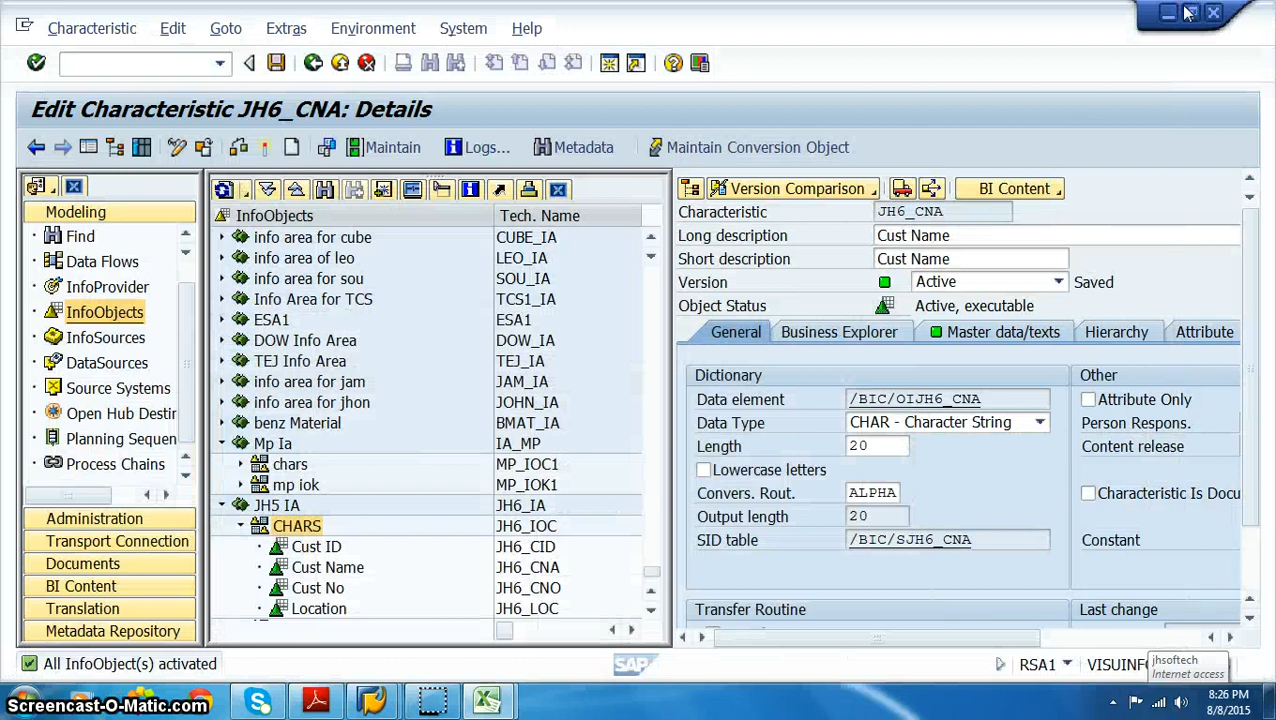 Characteristic Edit Goto Extras Environment System Help
Edit Characteristic JH6_CNA: Details
Maintain Logs... Metadata Maintain Conversion Object
Modeling
Find
Data Flows
InfoProvider
InfoObjects
InfoSources
DataSources
Source Systems
Open Hub Destin
Planning Sequen
Process Chains
Administration
Transport Connection
Documents
BI Content
Translation
Metadata Repository
InfoObjects Tech. Name
info area for cube CUBE_IA
info area of leo LEO_IA
info area for sou SOU_IA
Info Area for TCS TCS1_IA
ESA1 ESA1
DOW Info Area DOW_IA
TEJ Info Area TEJ_IA
info area for jam JAM_IA
info area for jhon JOHN_IA
benz Material BMAT_IA
Mp Ia IA_MP
chars MP_IOC1
mp iok MP_IOK1
JH5 IA JH6_IA
CHARS JH6_IOC
Cust ID JH6_CID
Cust Name JH6_CNA
Cust No JH6_CNO
Location JH6_LOC
Version Comparison BI Content
Characteristic JH6_CNA
Long description Cust Name
Short description Cust Name
Version Active Saved
Object Status Active, executable
General Business Explorer Master data/texts Hierarchy Attribute
Dictionary Other
Data element /BIC/OIJH6_CNA Attribute Only
Data Type CHAR - Character String Person Respons.
Length 20 Content release
Lowercase letters
Convers. Rout. ALPHA Characteristic Is Docu
Output length 20
SID table /BIC/SJH6_CNA Constant
Transfer Routine Last change
All InfoObject(s) activated SAP RSA1 VISUINF
jhsoftech
Internet access
Screencast-O-Matic.com
8:26 PM
8/8/2015